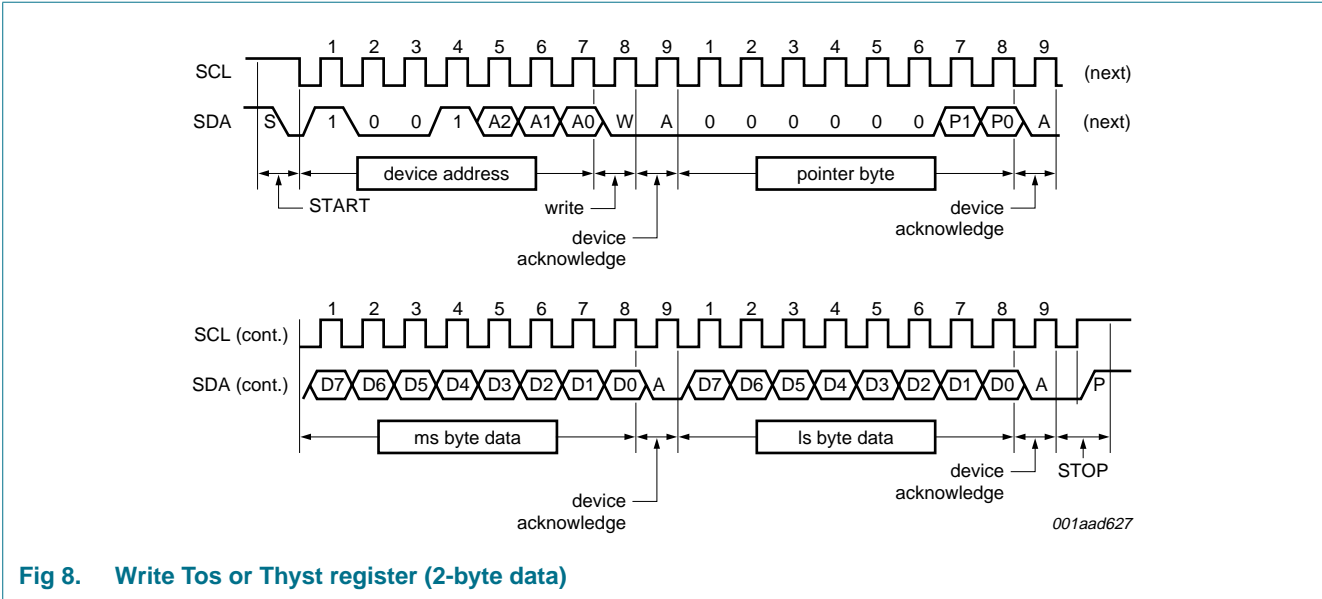 1 2 3 4 5 6 7 8 9 1 2 3 4 5 6 7 8 9
SCL (next)
SDA S 1 0 0 1 A2 A1 A0 W A 0 0 0 0 0 0 P1 P0 A (next)
device address pointer byte
START write device
device acknowledge
acknowledge
1 2 3 4 5 6 7 8 9 1 2 3 4 5 6 7 8 9
SCL (cont.)
SDA (cont.) D7 D6 D5 D4 D3 D2 D1 D0 A D7 D6 D5 D4 D3 D2 D1 D0 A P
ms byte data ls byte data
device STOP
acknowledge
device
acknowledge
001aad627
Fig 8. Write Tos or Thyst register (2-byte data)